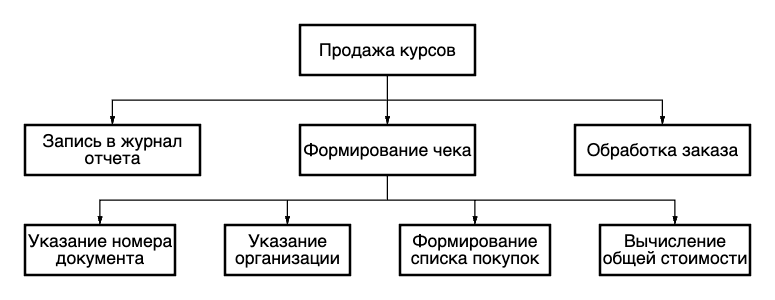 Продажа курсов
Запись в журнал
отчета
Формирование чека
Обработка заказа
Указание номера
документа
Указание
организации
Формирование
списка покупок
Вычисление
общей стоимости